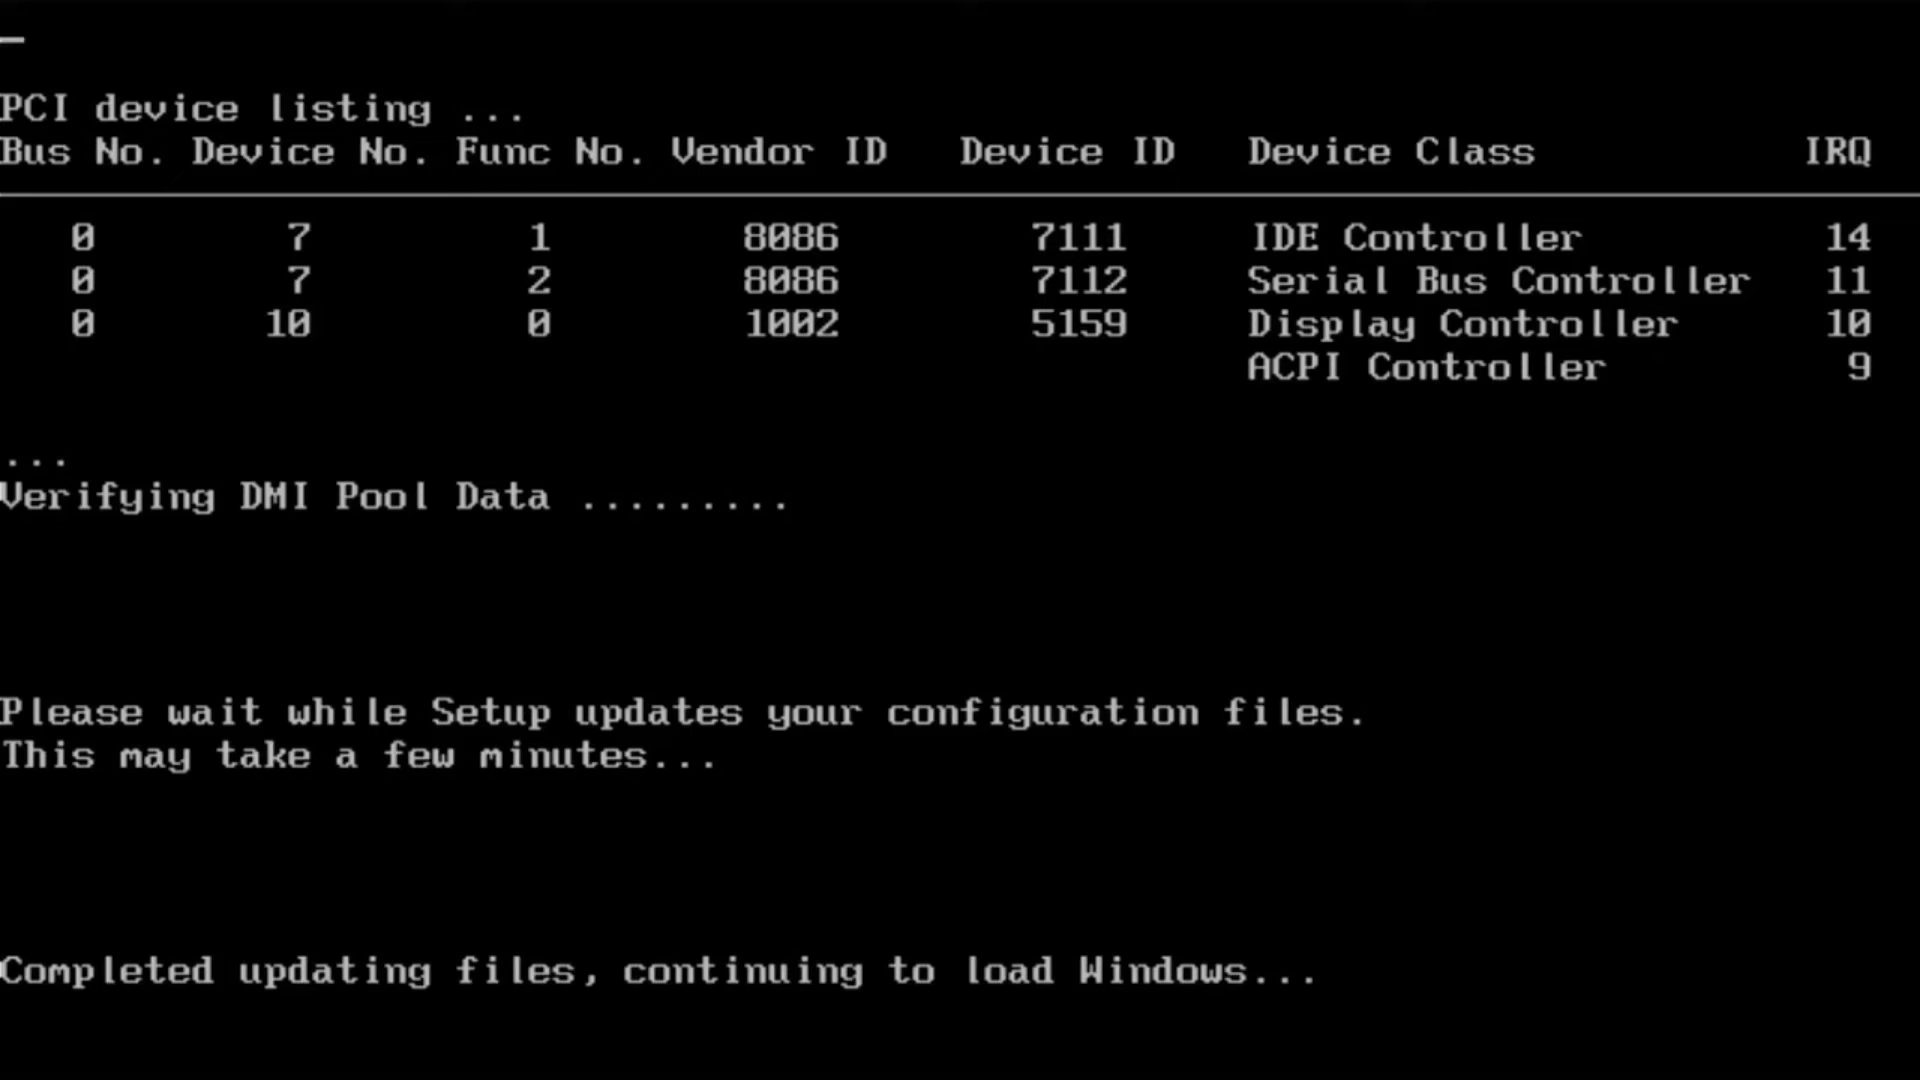 PCI device listing ...
Bus No. Device No. Func No. Vendor ID Device ID Device Class IRQ
0 7 1 8086 7111 IDE Controller 14
0 7 2 8086 7112 Serial Bus Controller 11
0 10 0 1002 5159 Display Controller 10
ACPI Controller 9
...
Verifying DMI Pool Data .........
Please wait while Setup updates your configuration files.
This may take a few minutes...
Completed updating files, continuing to load Windows...